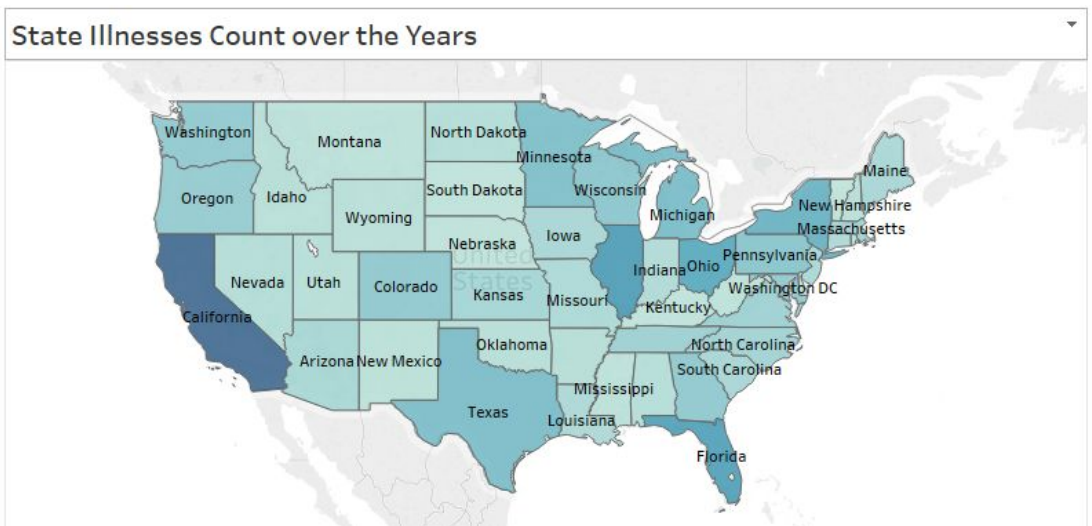 State Illnesses Count over the Years
Washington
Montana
North Dakota
Minnesota
Maine
Oregon
Idaho
South Dakota
Wisconsin
Michigan
New Hampshire
Wyoming
Massachusetts
Nebraska
Iowa
Pennsylvania
United
States
Nevada
Utah
Colorado
Kansas
Missouri
Indiana
Ohio
Washington DC
Kentucky
California
Arizona
New Mexico
Oklahoma
North Carolina
South Carolina
Mississippi
Texas
Louisiana
Florida